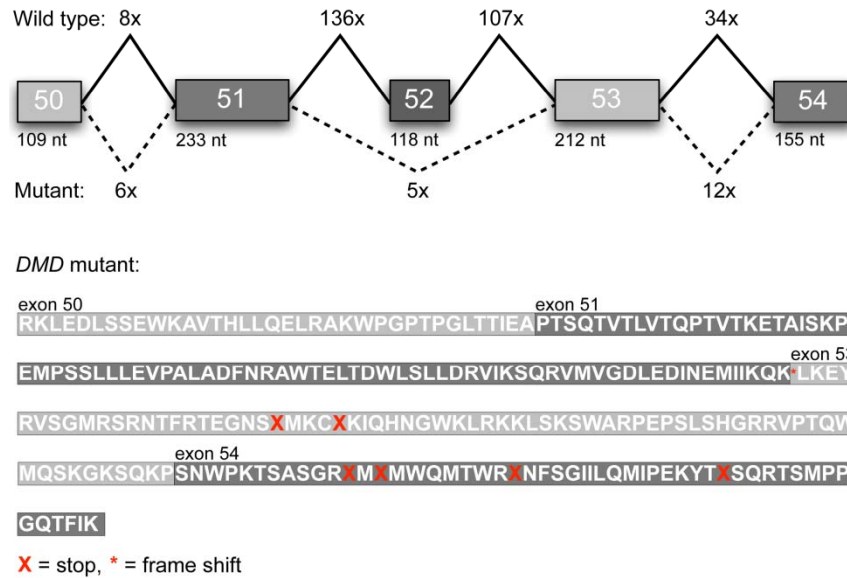 Wild type: 8x 136x 107x 34x
50 51 52 53 54
109 nt 233 nt 118 nt 212 nt 155 nt
Mutant: 6x 5x 12x
DMD mutant:
exon 50 exon 51
RKLEDLSSEWKAVTHLLQELRAKWPGPTPGLTTIEAPTSQTVTLVTQPTVTKETAISKP
exon 53
EMPSSLLLEVPALADFNRAWTELTDWLSLLDRVIKSQRVMVGDLEDINEMIIKQK*LKEY
RVSGMRSRNTFRTEGNSXMKCXKIQHNGWKLRKKLSKSWARPEPSLSHGRRVPTQW
exon 54
MQSKGKSQKPSNWPKTSASGRXMXMWQMTWRXNFSGIILQMIPEKYTXSQRTSMPP
GQTFIK
X = stop, * = frame shift